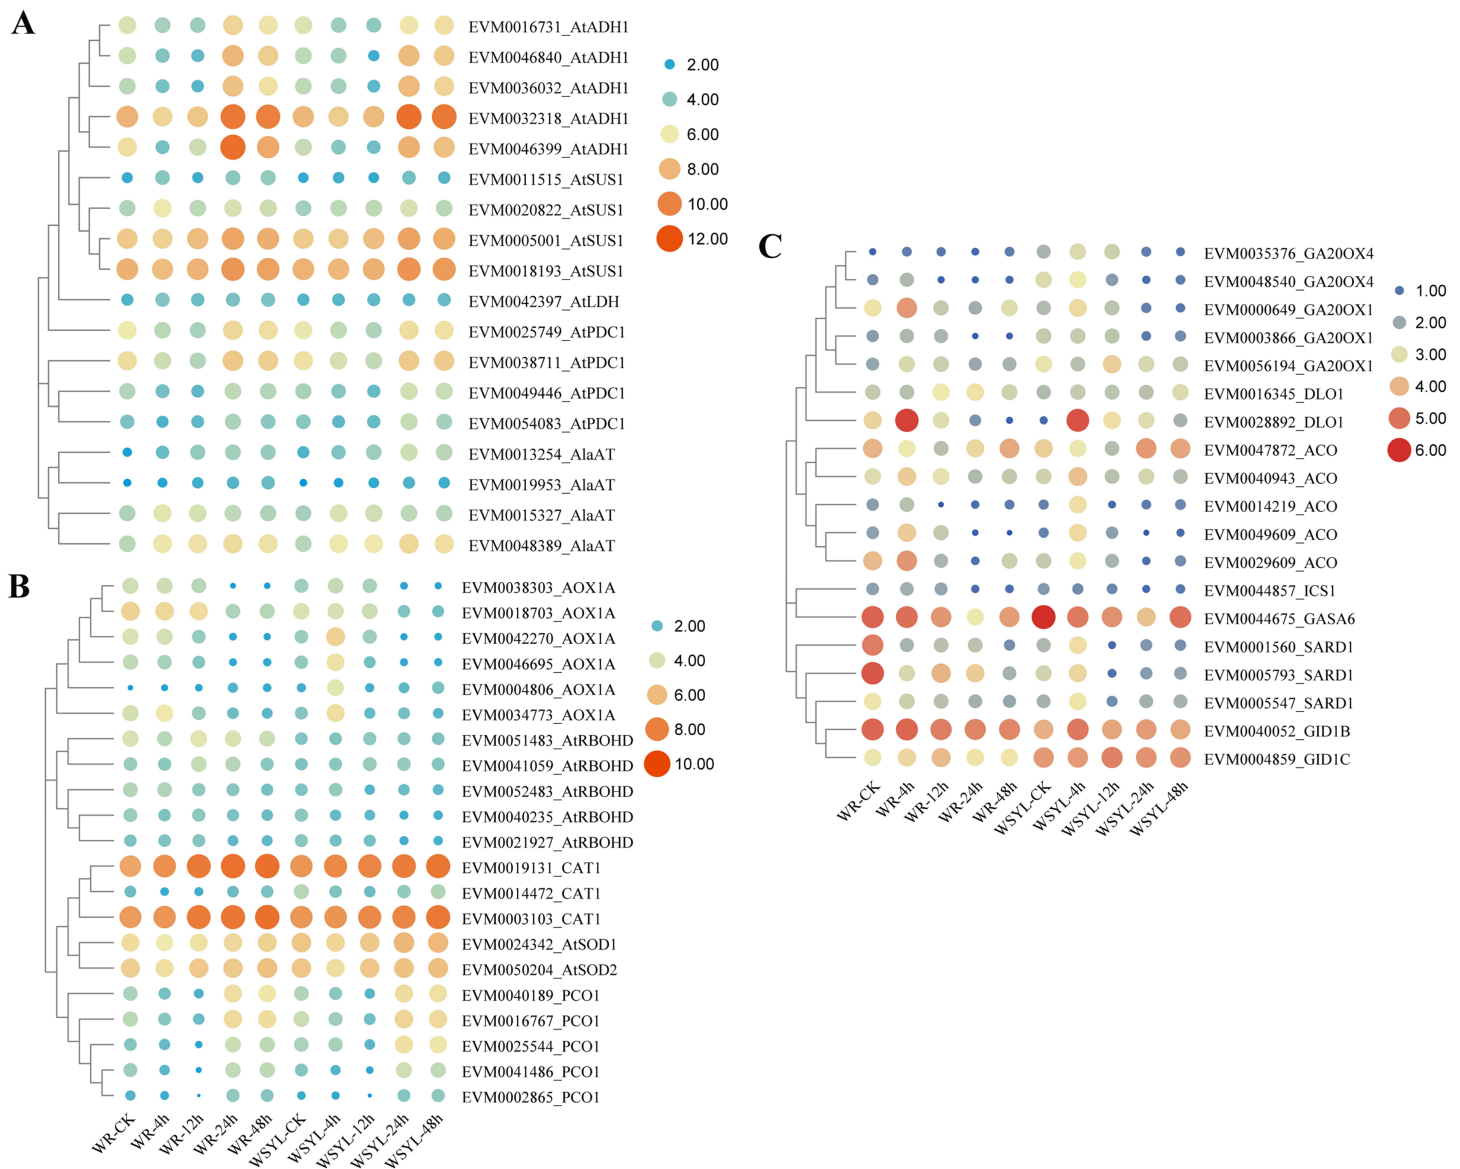 A
EVM0016731_AtADH1
EVM0046840_AtADH1
EVM0036032_AtADH1
EVM0032318_AtADH1
EVM0046399_AtADH1
EVM0011515_AtSUS1
EVM0020822_AtSUS1
EVM0005001_AtSUS1
EVM0018193_AtSUS1
EVM0042397_AtLDH
EVM0025749_AtPDC1
EVM0038711_AtPDC1
EVM0049446_AtPDC1
EVM0054083_AtPDC1
EVM0013254_AlaAT
EVM0019953_AlaAT
EVM0015327_AlaAT
EVM0048389_AlaAT
2.00
4.00
6.00
8.00
10.00
12.00
B
EVM0038303_AOX1A
EVM0018703_AOX1A
EVM0042270_AOX1A
EVM0046695_AOX1A
EVM0004806_AOX1A
EVM0034773_AOX1A
EVM0051483_AtRBOHD
EVM0041059_AtRBOHD
EVM0052483_AtRBOHD
EVM0040235_AtRBOHD
EVM0021927_AtRBOHD
EVM0019131_CAT1
EVM0014472_CAT1
EVM0003103_CAT1
EVM0024342_AtSOD1
EVM0050204_AtSOD2
EVM0040189_PCO1
EVM0016767_PCO1
EVM0025544_PCO1
EVM0041486_PCO1
EVM0002865_PCO1
2.00
4.00
6.00
8.00
10.00
WR-CK
WR-4h
WR-12h
WR-24h
WR-48h
WSYL-CK
WSYL-4h
WSYL-12h
WSYL-24h
WSYL-48h
C
EVM0035376_GA20OX4
EVM0048540_GA20OX4
EVM0000649_GA20OX1
EVM0003866_GA20OX1
EVM0056194_GA20OX1
EVM0016345_DLO1
EVM0028892_DLO1
EVM0047872_ACO
EVM0040943_ACO
EVM0014219_ACO
EVM0049609_ACO
EVM0029609_ACO
EVM0044857_ICS1
EVM0044675_GASA6
EVM0001560_SARD1
EVM0005793_SARD1
EVM0005547_SARD1
EVM0040052_GID1B
EVM0004859_GID1C
1.00
2.00
3.00
4.00
5.00
6.00
WR-CK
WR-4h
WR-12h
WR-24h
WR-48h
WSYL-CK
WSYL-4h
WSYL-12h
WSYL-24h
WSYL-48h